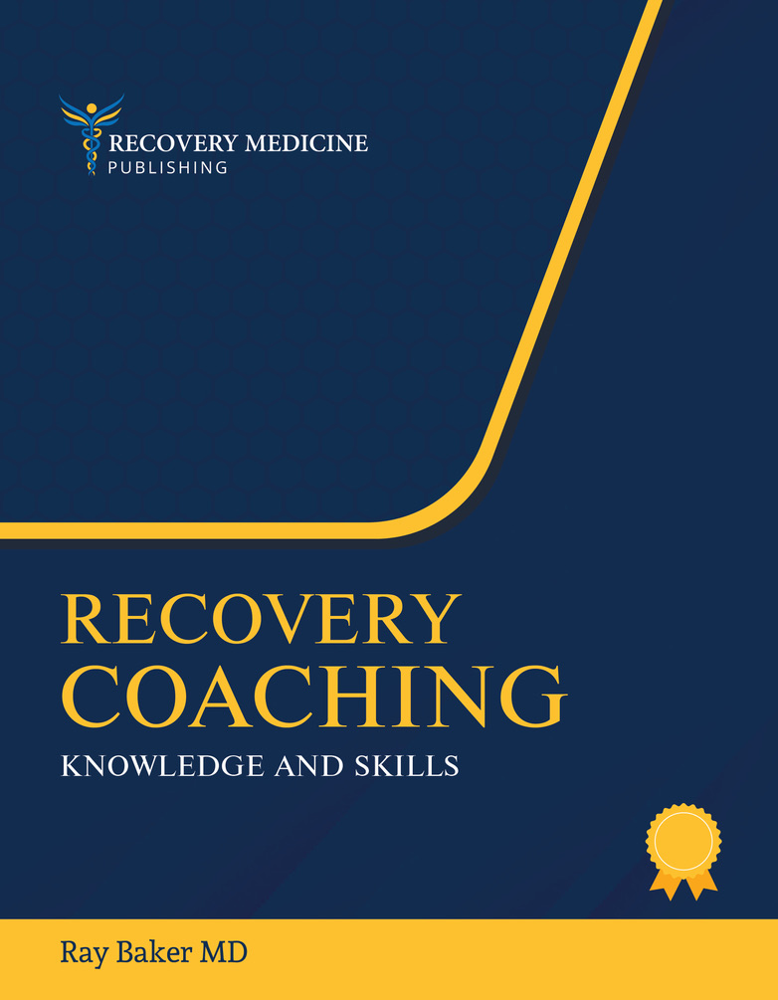 RECOVERY MEDICINE
PUBLISHING
RECOVERY
COACHING
KNOWLEDGE AND SKILLS
Ray Baker MD